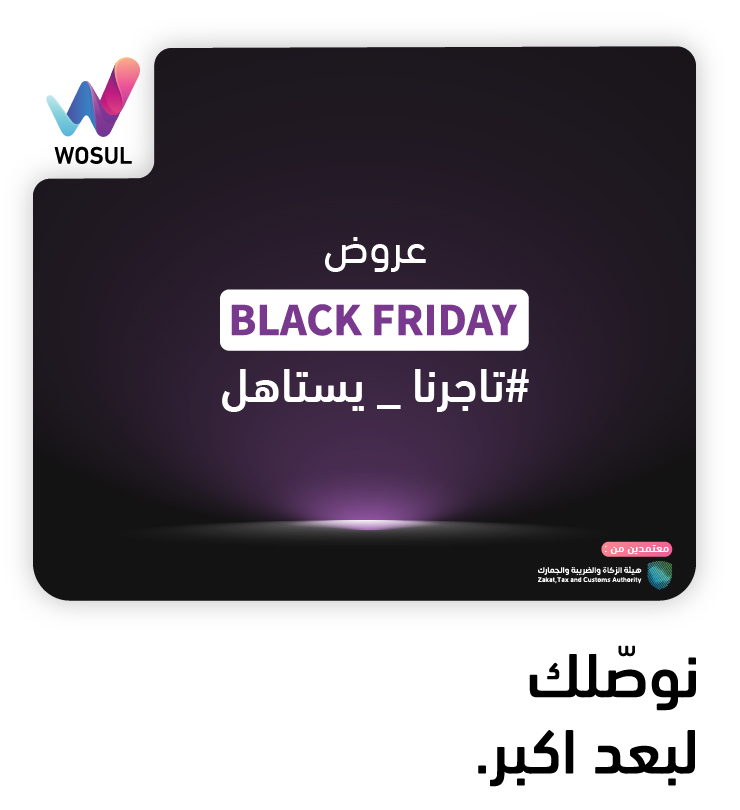 WOSUL
عروض
BLACK FRIDAY
#تاجرنا _ يستاهل
معتمدين من :
هيئة الزكاة والضريبة والجمارك
Zakat, Tax and Customs Authority
نوصّلك
لبعد اكبر.